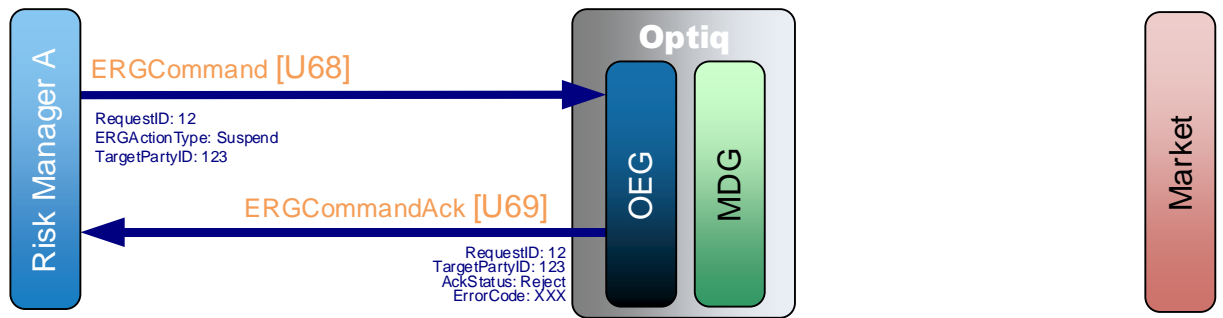 Risk Manager A
ERGCommand [U68]
RequestID: 12
ERGActionType: Suspend
TargetPartyID: 123
ERGCommandAck [U69]
RequestID: 12
TargetPartyID: 123
AckStatus: Reject
ErrorCode: XXX
Optiq
OEG
MDG
Market